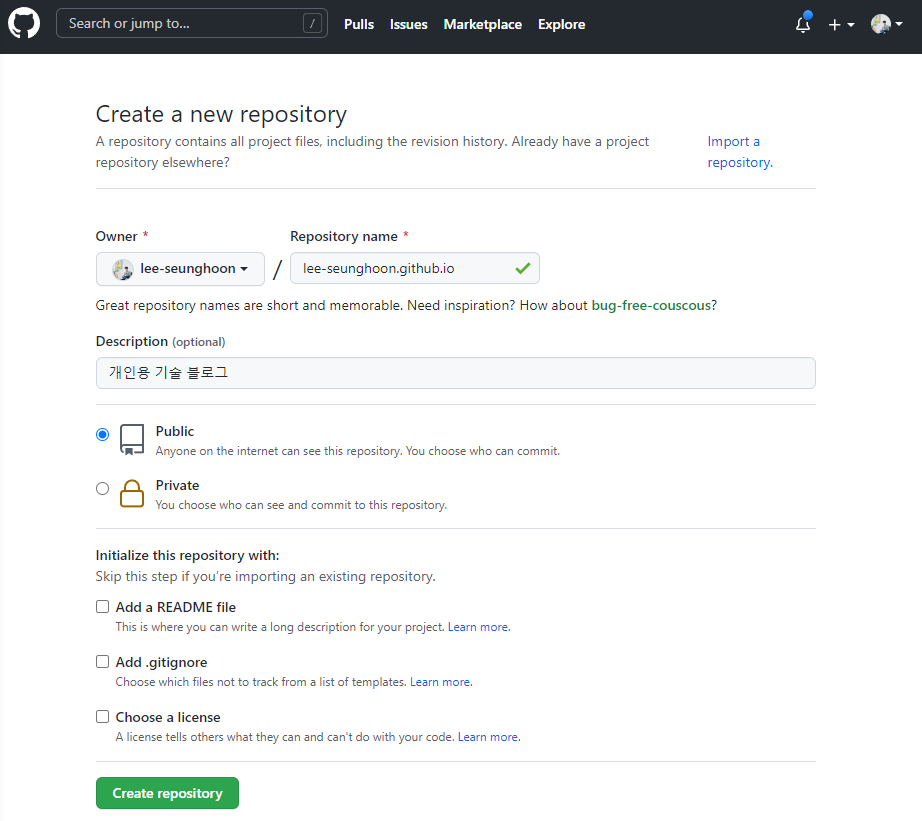 Search or jump to... /
Pulls Issues Marketplace Explore
Create a new repository
A repository contains all project files, including the revision history. Already have a project
repository elsewhere?
Import a
repository.
Owner *
Repository name *
lee-seunghoon
/
lee-seunghoon.github.io
Great repository names are short and memorable. Need inspiration? How about bug-free-couscous?
Description (optional)
개인용 기술 블로그
Public
Anyone on the internet can see this repository. You choose who can commit.
Private
You choose who can see and commit to this repository.
Initialize this repository with:
Skip this step if you're importing an existing repository.
Add a README file
This is where you can write a long description for your project. Learn more.
Add .gitignore
Choose which files not to track from a list of templates. Learn more.
Choose a license
A license tells others what they can and can't do with your code. Learn more.
Create repository